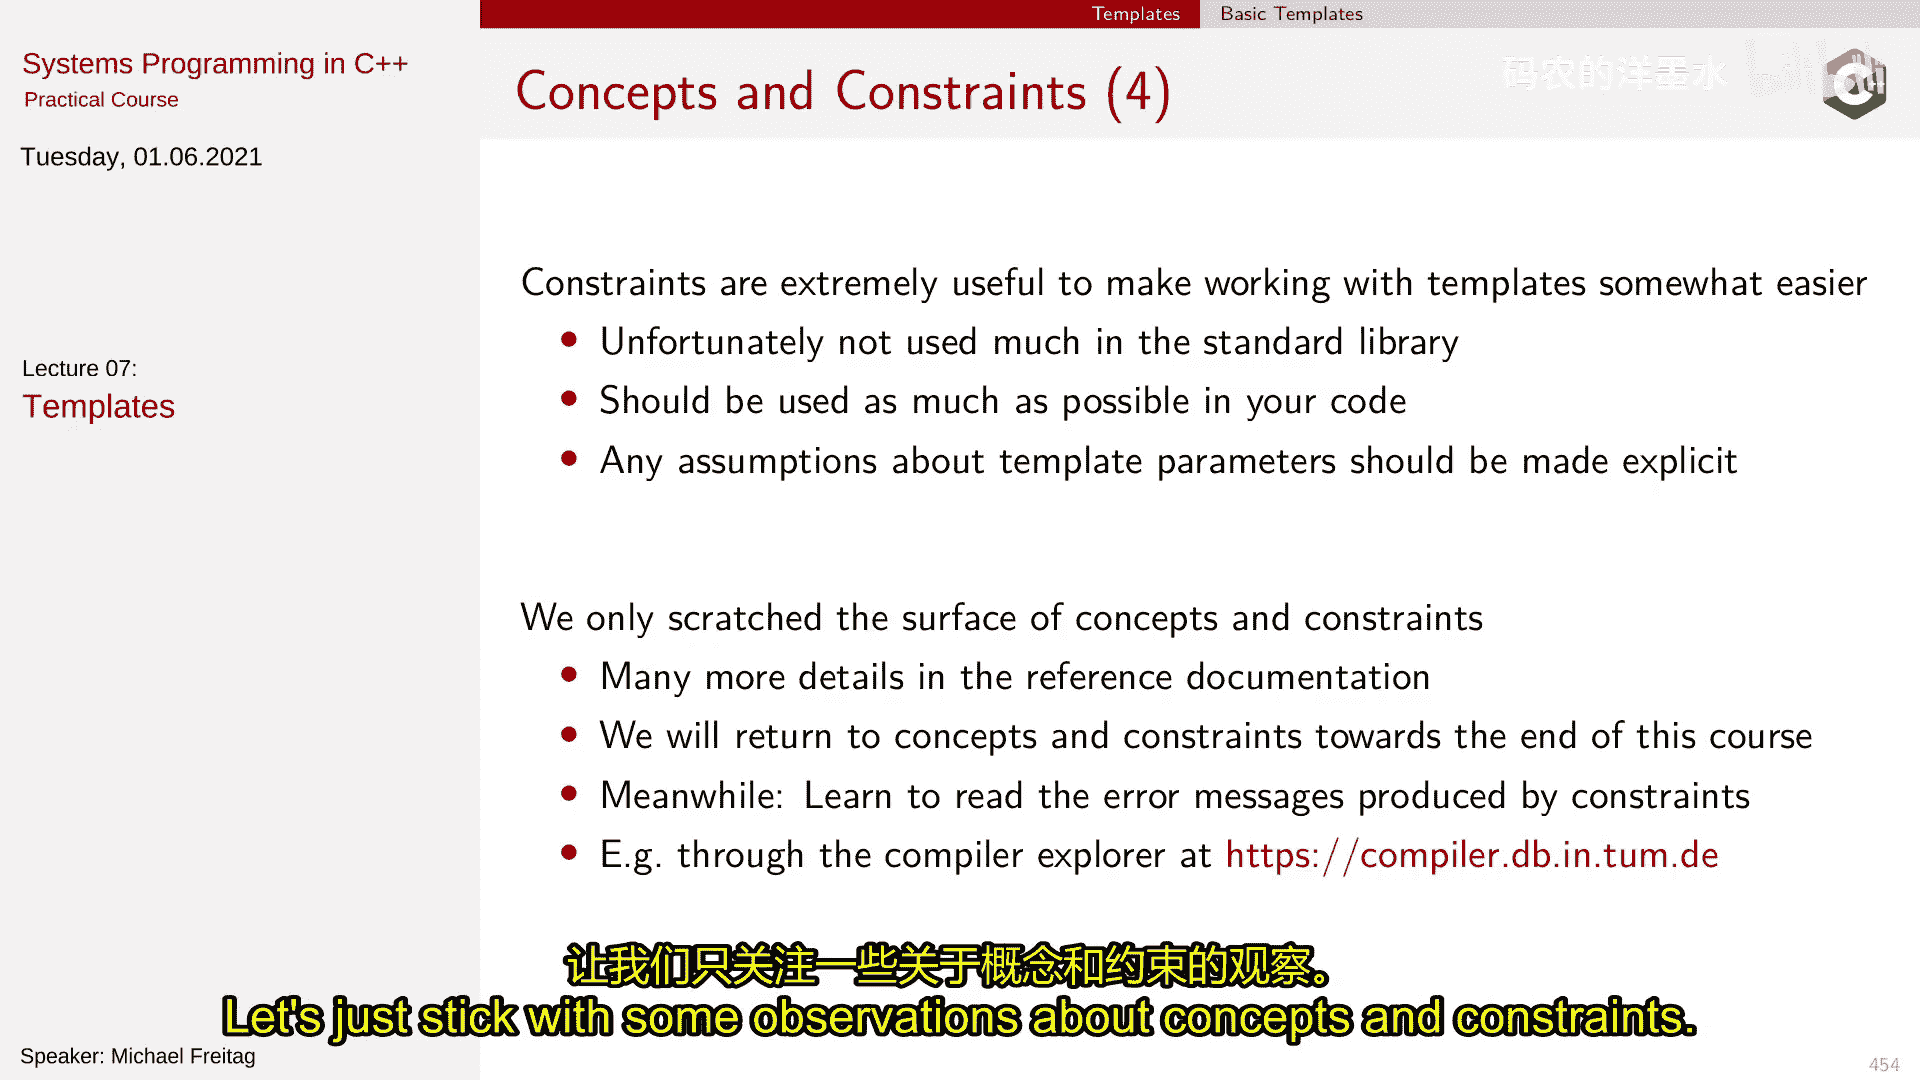 Templates
Basic Templates
Systems Programming in C++
Practical Course
Tuesday, 01.06.2021
Lecture 07:
Templates
Concepts and Constraints (4)
码农的洋墨水
Constraints are extremely useful to make working with templates somewhat easier
Unfortunately not used much in the standard library
Should be used as much as possible in your code
Any assumptions about template parameters should be made explicit
We only scratched the surface of concepts and constraints
Many more details in the reference documentation
We will return to concepts and constraints towards the end of this course
Meanwhile: Learn to read the error messages produced by constraints
E.g. through the compiler explorer at https://compiler.db.in.tum.de
让我们只关注一些关于概念和约束的观察。
Let's just stick with some observations about concepts and constraints.
Speaker: Michael Freitag
454